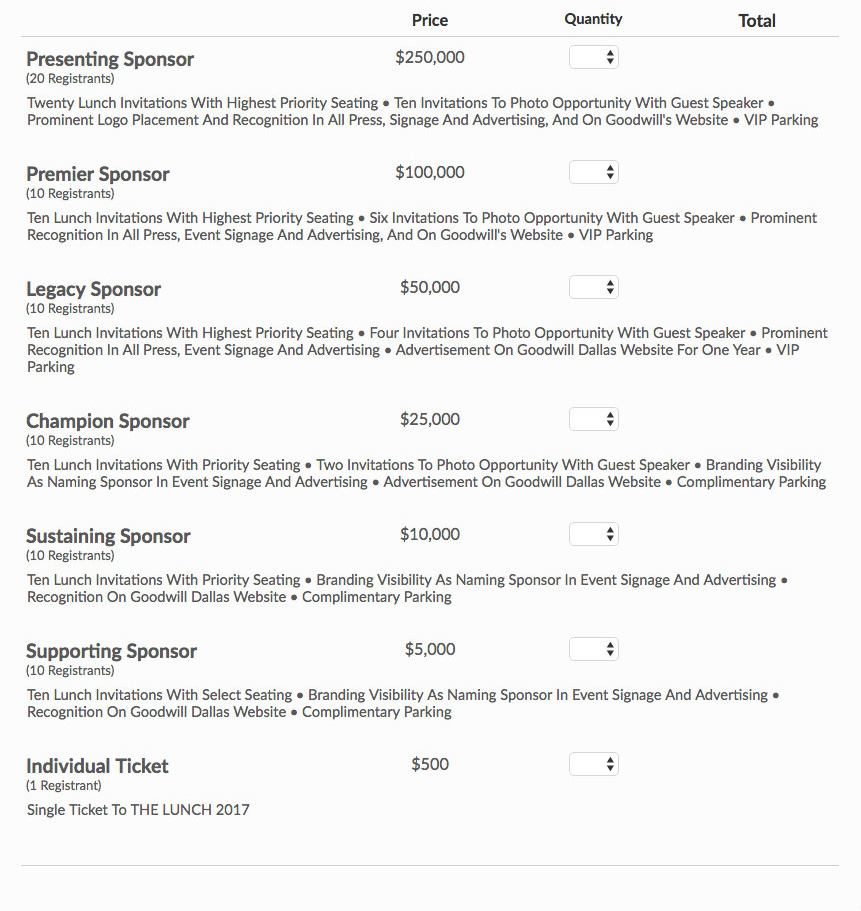 Price Quantity Total
Presenting Sponsor $250,000
(20 Registrants)
Twenty Lunch Invitations With Highest Priority Seating • Ten Invitations To Photo Opportunity With Guest Speaker •
Prominent Logo Placement And Recognition In All Press, Signage And Advertising, And On Goodwill's Website • VIP Parking
Premier Sponsor $100,000
(10 Registrants)
Ten Lunch Invitations With Highest Priority Seating • Six Invitations To Photo Opportunity With Guest Speaker • Prominent
Recognition In All Press, Event Signage And Advertising, And On Goodwill's Website • VIP Parking
Legacy Sponsor $50,000
(10 Registrants)
Ten Lunch Invitations With Highest Priority Seating • Four Invitations To Photo Opportunity With Guest Speaker • Prominent
Recognition In All Press, Event Signage And Advertising • Advertisement On Goodwill Dallas Website For One Year • VIP
Parking
Champion Sponsor $25,000
(10 Registrants)
Ten Lunch Invitations With Priority Seating • Two Invitations To Photo Opportunity With Guest Speaker • Branding Visibility
As Naming Sponsor In Event Signage And Advertising • Advertisement On Goodwill Dallas Website • Complimentary Parking
Sustaining Sponsor $10,000
(10 Registrants)
Ten Lunch Invitations With Priority Seating • Branding Visibility As Naming Sponsor In Event Signage And Advertising •
Recognition On Goodwill Dallas Website • Complimentary Parking
Supporting Sponsor $5,000
(10 Registrants)
Ten Lunch Invitations With Select Seating • Branding Visibility As Naming Sponsor In Event Signage And Advertising •
Recognition On Goodwill Dallas Website • Complimentary Parking
Individual Ticket $500
(1 Registrant)
Single Ticket To THE LUNCH 2017